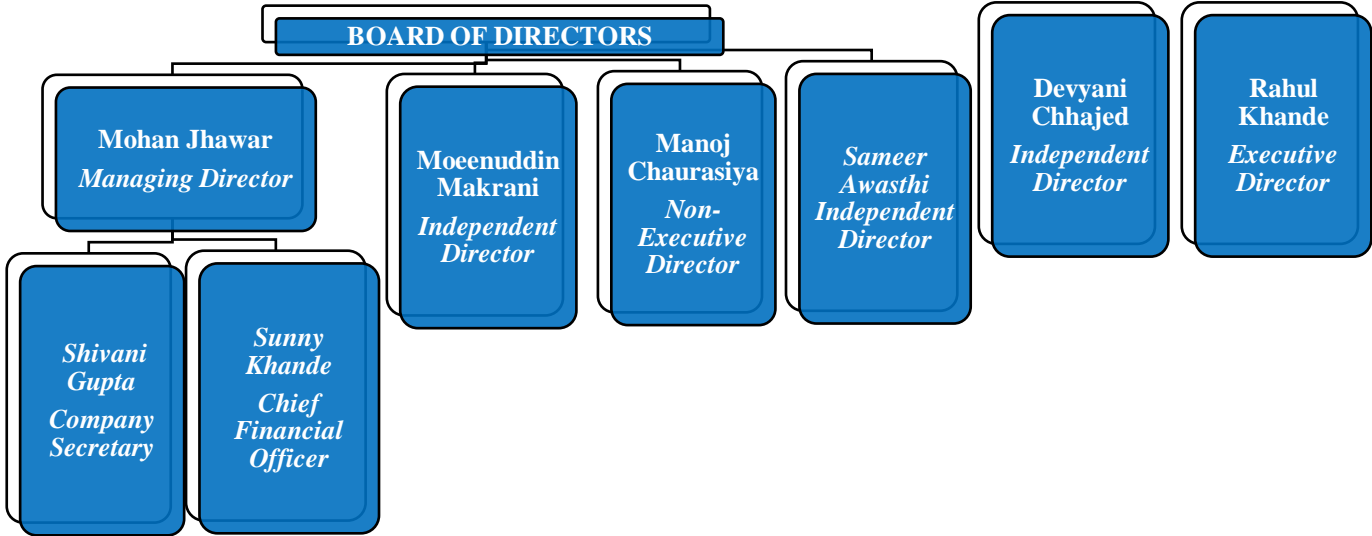 BOARD OF DIRECTORS
Mohan Jhawar
Managing Director
Moeenuddin
Makrani
Independent
Director
Manoj
Chaurasiya
Non-
Executive
Director
Sameer
Awasthi
Independent
Director
Devyani
Chhajed
Independent
Director
Rahul
Khande
Executive
Director
Shivani
Gupta
Company
Secretary
Sunny
Khande
Chief
Financial
Officer